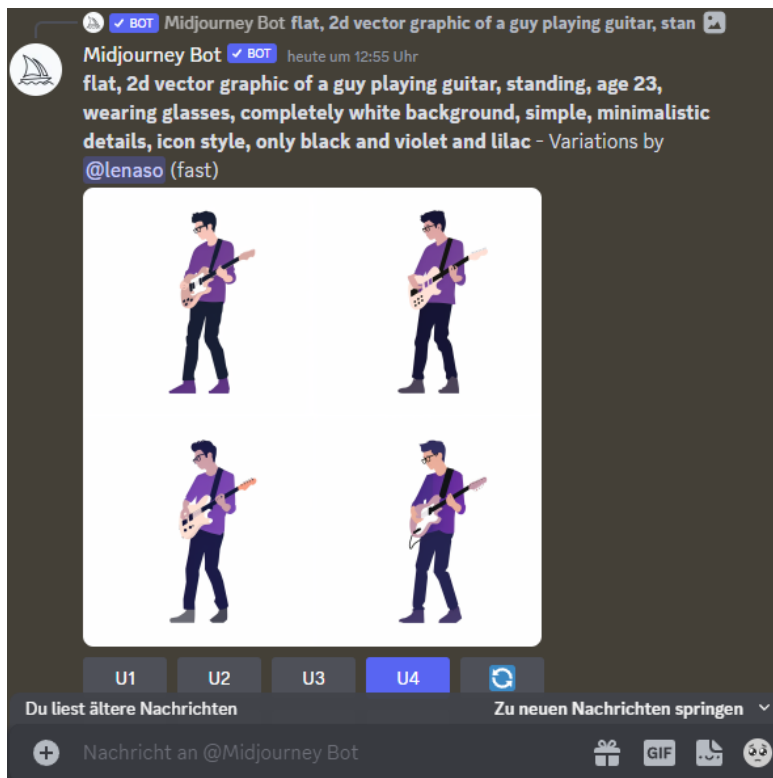 ✓ BOT Midjourney Bot flat, 2d vector graphic of a guy playing guitar, stan
Midjourney Bot ✓ BOT heute um 12:55 Uhr
flat, 2d vector graphic of a guy playing guitar, standing, age 23,
wearing glasses, completely white background, simple, minimalistic
details, icon style, only black and violet and lilac - Variations by
@lenaso (fast)
U1 U2 U3 U4
Du liest ältere Nachrichten Zu neuen Nachrichten springen
Nachricht an @Midjourney Bot GIF